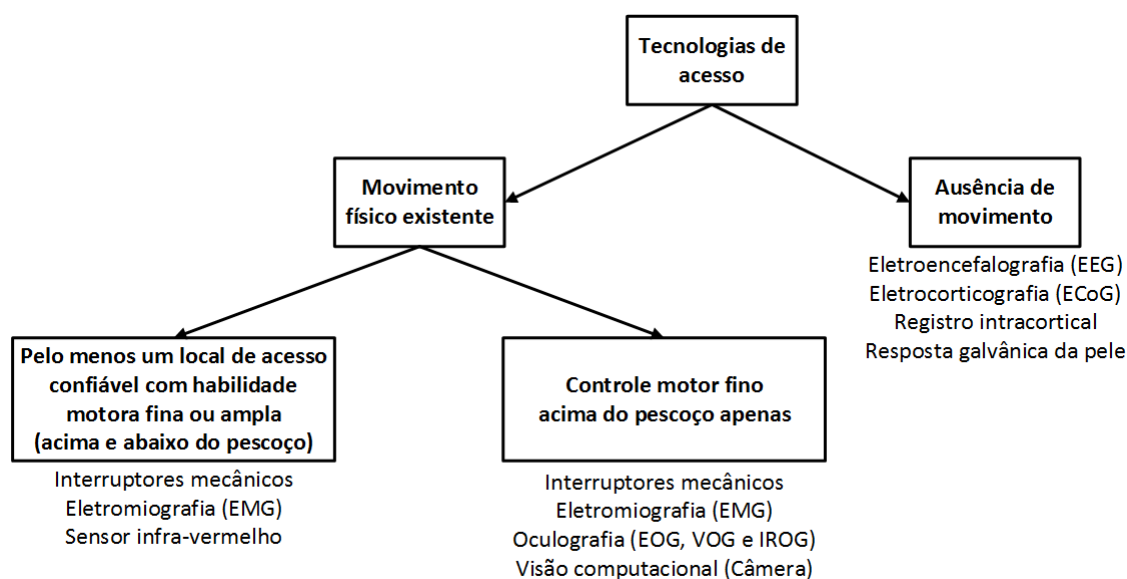 Tecnologias de
acesso
Movimento
físico existente
Ausência de
movimento
Eletroencefalografia (EEG)
Eletrocorticografia (ECoG)
Registro intracortical
Resposta galvânica da pele
Pelo menos um local de acesso
confiável com habilidade
motora fina ou ampla
(acima e abaixo do pescoço)
Interruptores mecânicos
Eletromiografia (EMG)
Sensor infra-vermelho
Controle motor fino
acima do pescoço apenas
Interruptores mecânicos
Eletromiografia (EMG)
Oculografia (EOG, VOG e IROG)
Visão computacional (Câmera)